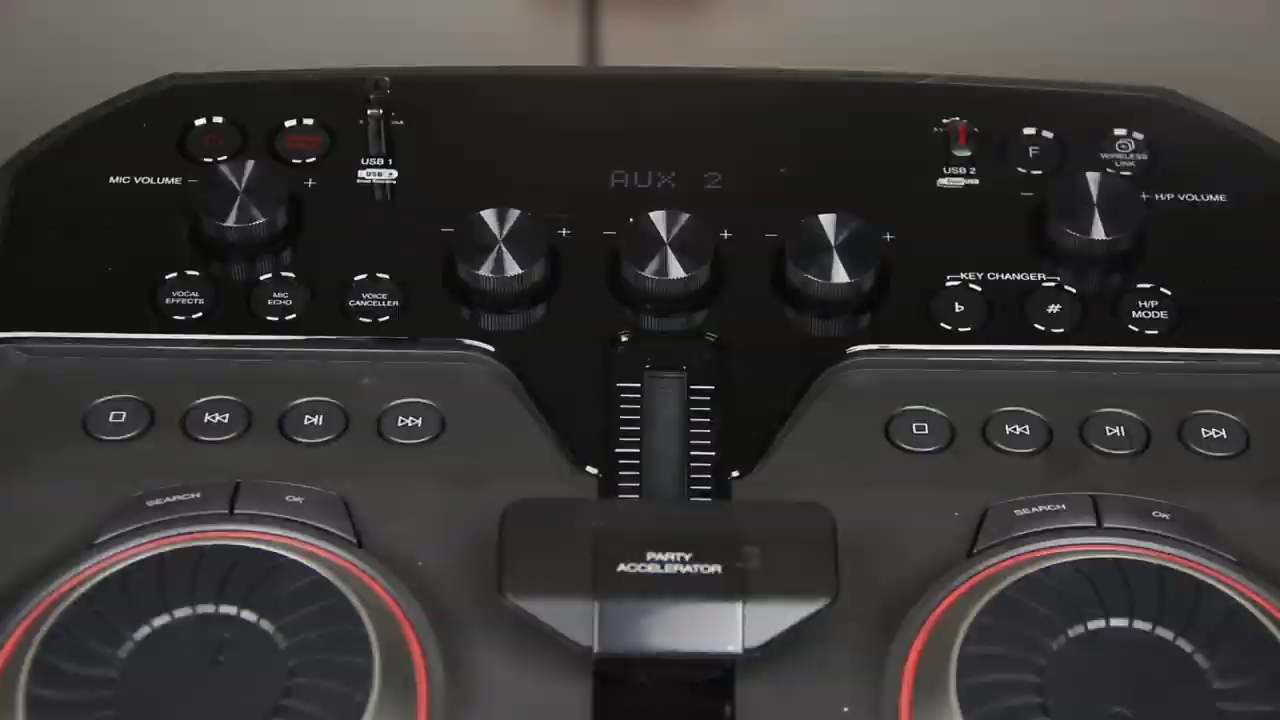 USB 1
USB
MIC VOLUME − +
AUX 2
USB 2
F
WIRELESS
LINK
− + H/P VOLUME
− +
− +
− +
VOCAL
EFFECTS
MIC
ECHO
VOICE
CANCELLER
KEY CHANGER
b
#
H/P
MODE
SEARCH
OK
PARTY
ACCELERATOR
SEARCH
OK